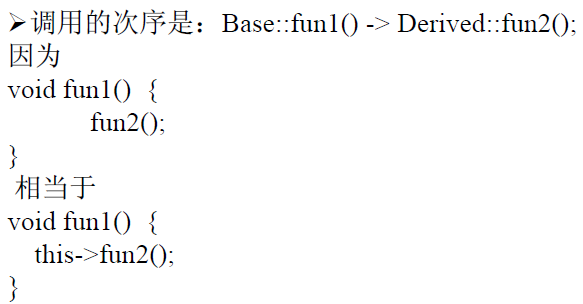 ➢调用的次序是：Base::fun1() -> Derived::fun2();
因为
void fun1() {
fun2();
}
相当于
void fun1() {
this->fun2();
}